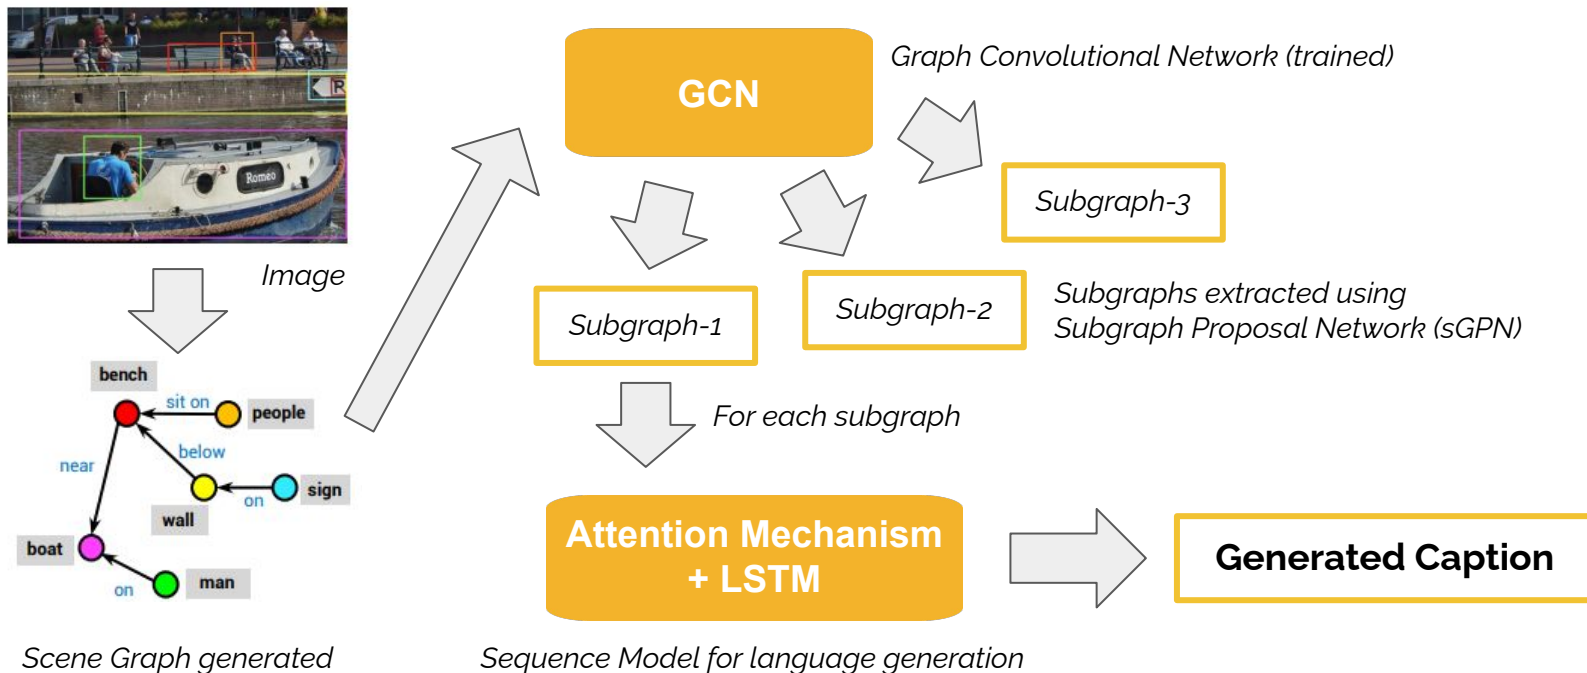 R
Romeo
Image
bench
sit on
people
near
below
on
sign
wall
boat
on
man
Scene Graph generated
GCN
Graph Convolutional Network (trained)
Subgraph-1
Subgraph-2
Subgraph-3
Subgraphs extracted using
Subgraph Proposal Network (sGPN)
For each subgraph
Attention Mechanism
+ LSTM
Sequence Model for language generation
Generated Caption